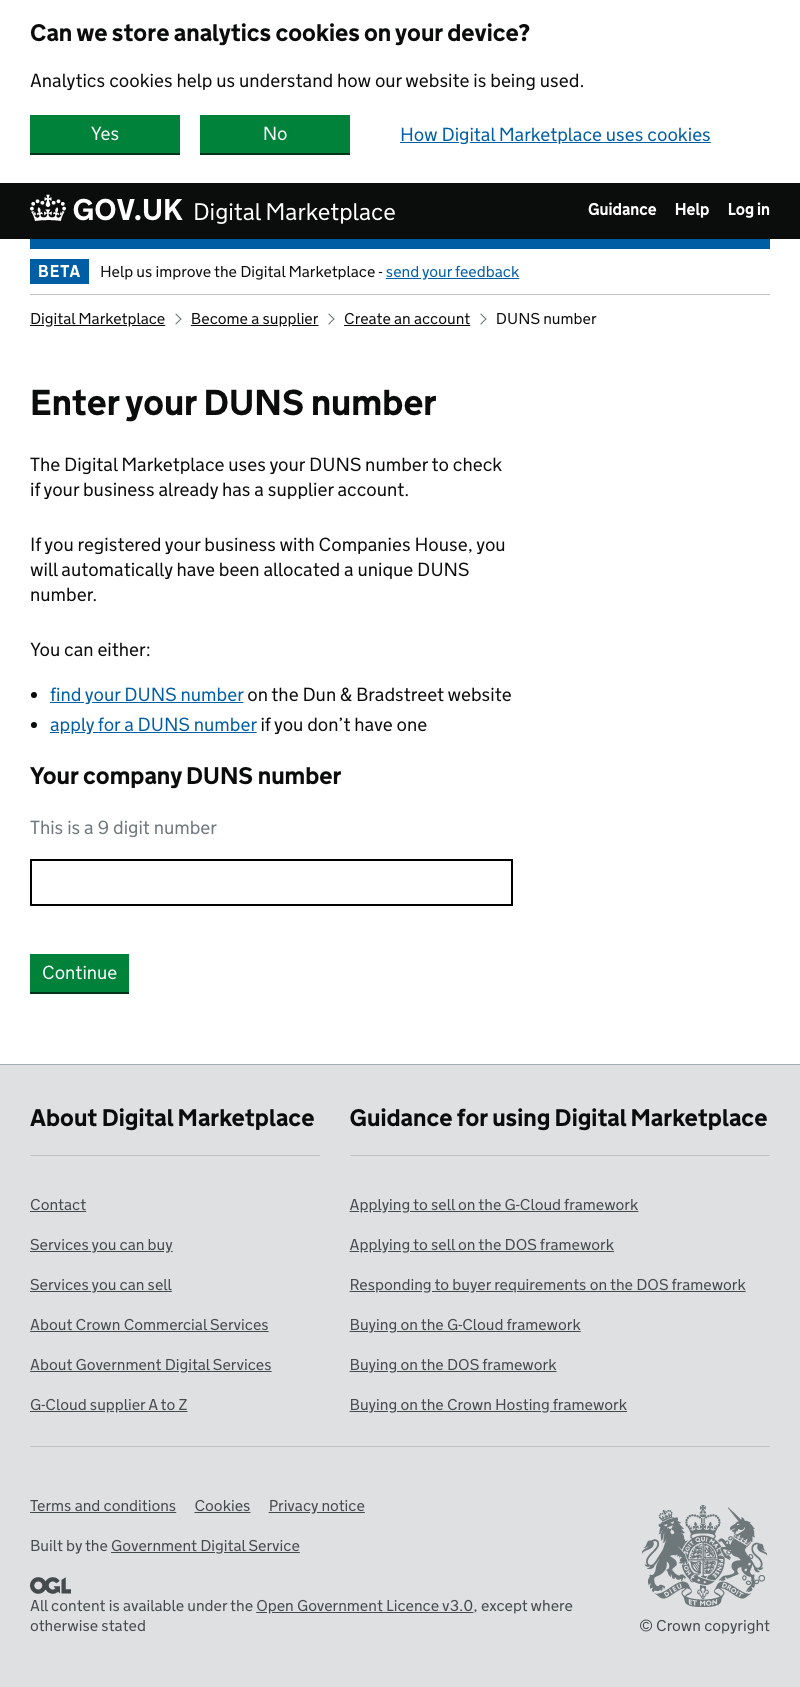 Can we store analytics cookies on your device?
Analytics cookies help us understand how our website is being used.
Yes No How Digital Marketplace uses cookies
GOV.UK Digital Marketplace Guidance Help Log in
BETA Help us improve the Digital Marketplace - send your feedback
Digital Marketplace Become a supplier Create an account DUNS number
Enter your DUNS number
The Digital Marketplace uses your DUNS number to check
if your business already has a supplier account.
If you registered your business with Companies House, you
will automatically have been allocated a unique DUNS
number.
You can either:
find your DUNS number on the Dun & Bradstreet website
apply for a DUNS number if you don’t have one
Your company DUNS number
This is a 9 digit number
Continue
About Digital Marketplace
Contact
Services you can buy
Services you can sell
About Crown Commercial Services
About Government Digital Services
G-Cloud supplier A to Z
Guidance for using Digital Marketplace
Applying to sell on the G-Cloud framework
Applying to sell on the DOS framework
Responding to buyer requirements on the DOS framework
Buying on the G-Cloud framework
Buying on the DOS framework
Buying on the Crown Hosting framework
Terms and conditions Cookies Privacy notice
Built by the Government Digital Service
OGL
All content is available under the Open Government Licence v3.0, except where
otherwise stated
DIEU ET MON DROIT
© Crown copyright